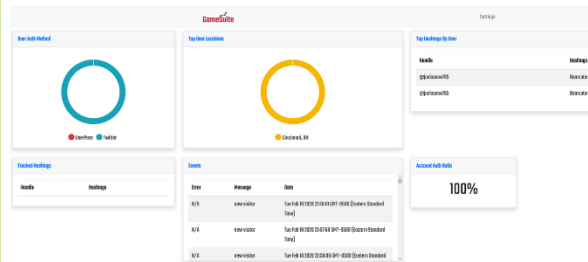 GameSuite
Settings
User Auth Method
UserPass Twitter
Top User Locations
Cincinnati, OH
Top Hashtags By User
Handle Hashtags
Bearcats
Bearcats
Tracked Hashtags
Handle Hashtags
Events
Error Message Date
N/A new-visitor Tue Feb 18 2020 GMT-0500 (Eastern Standard
Time)
N/A new-visitor Tue Feb 18 2020 GMT-0500 (Eastern Standard
Time)
N/A new-visitor Tue Feb 18 2020 GMT-0500 (Eastern Standard
Account Auth Ratio
100%